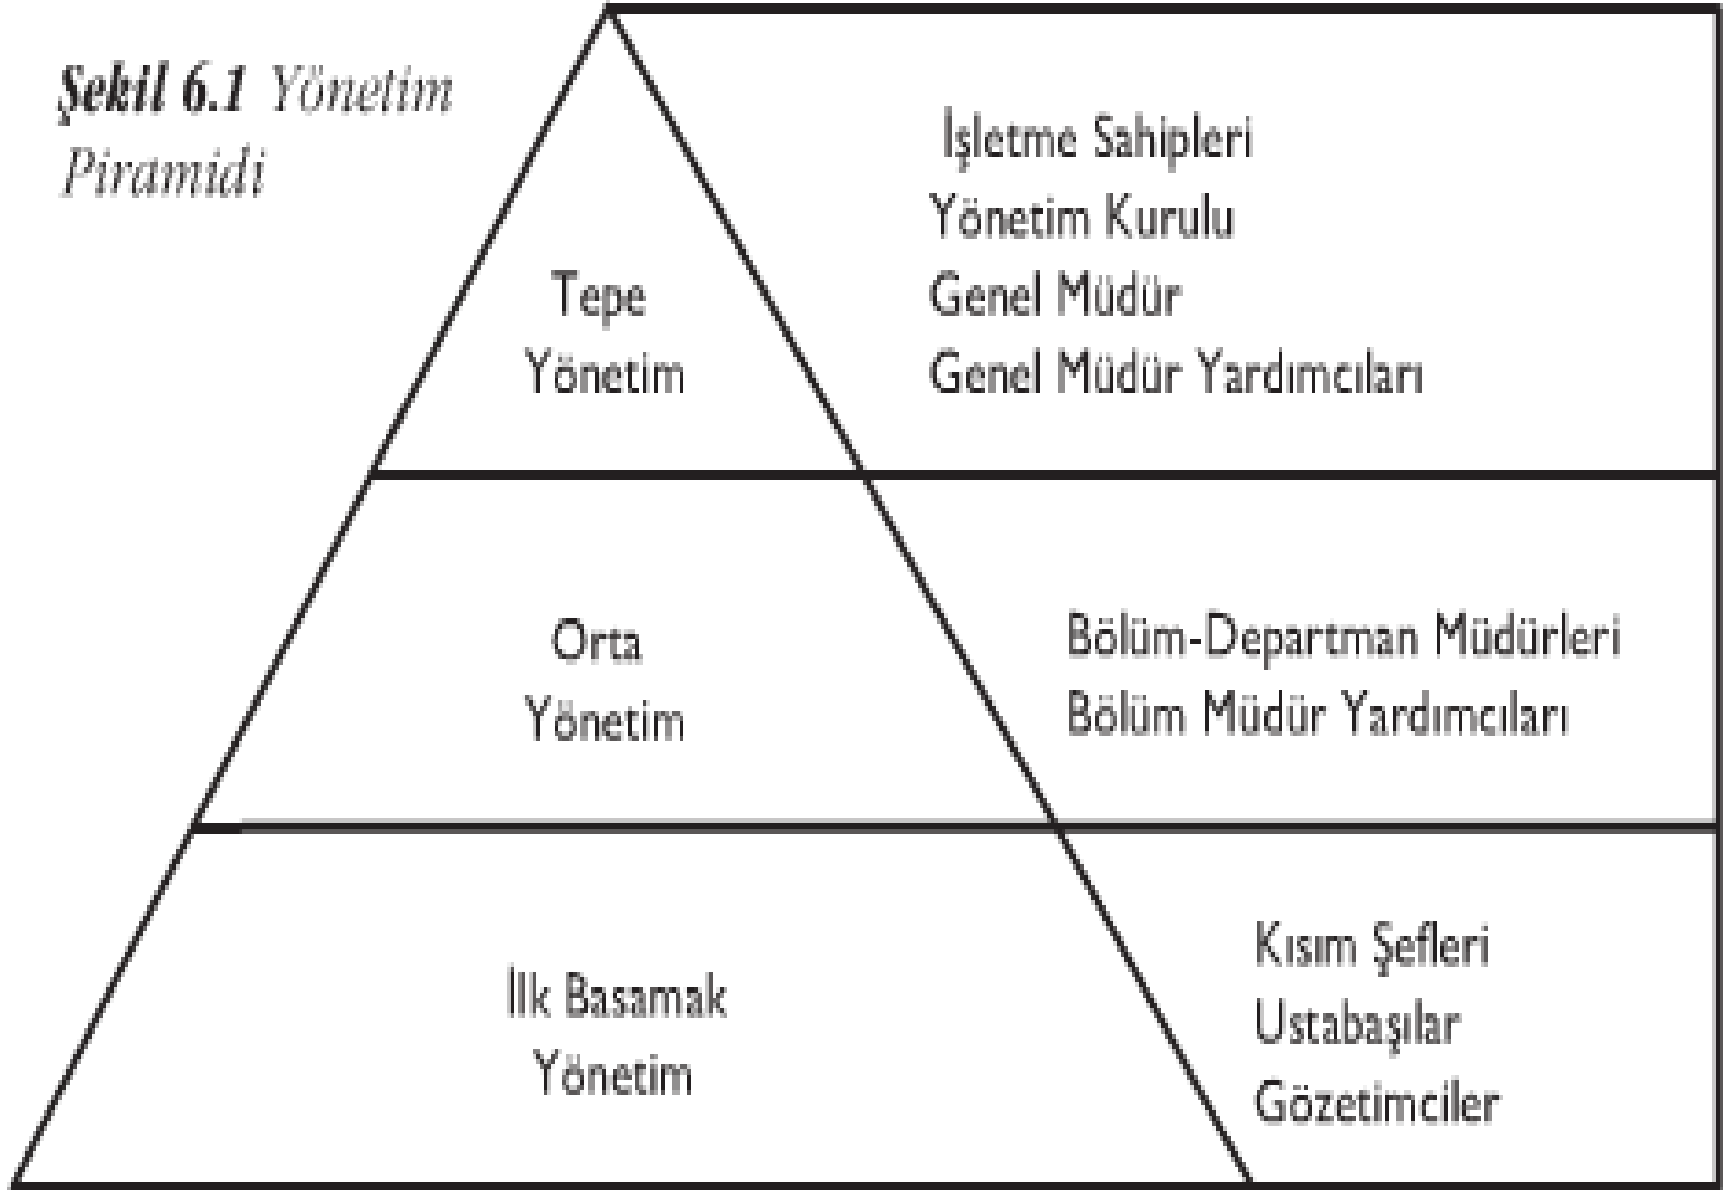 Şekil 6.1 Yönetim
Piramidi
Tepe
Yönetim
İşletme Sahipleri
Yönetim Kurulu
Genel Müdür
Genel Müdür Yardımcıları
Orta
Yönetim
Bölüm-Departman Müdürleri
Bölüm Müdür Yardımcıları
İlk Basamak
Yönetim
Kısım Şefleri
Ustabaşılar
Gözetimciler